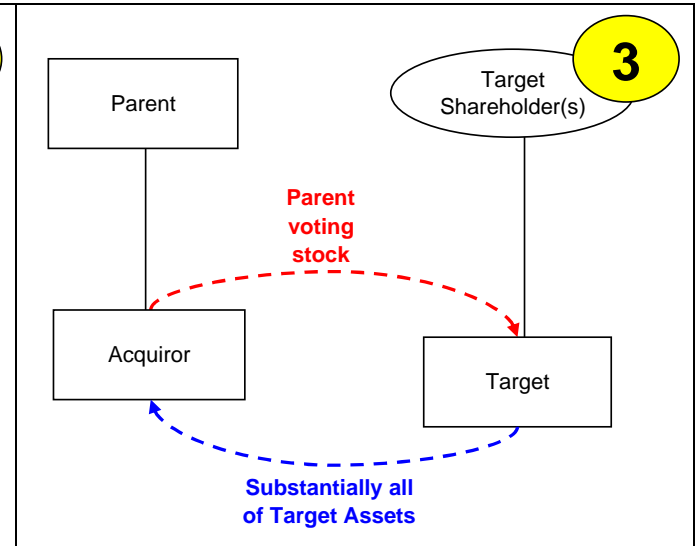 3
Parent
Target
Shareholder(s)
Parent
voting
stock
Acquiror
Target
Substantially all
of Target Assets